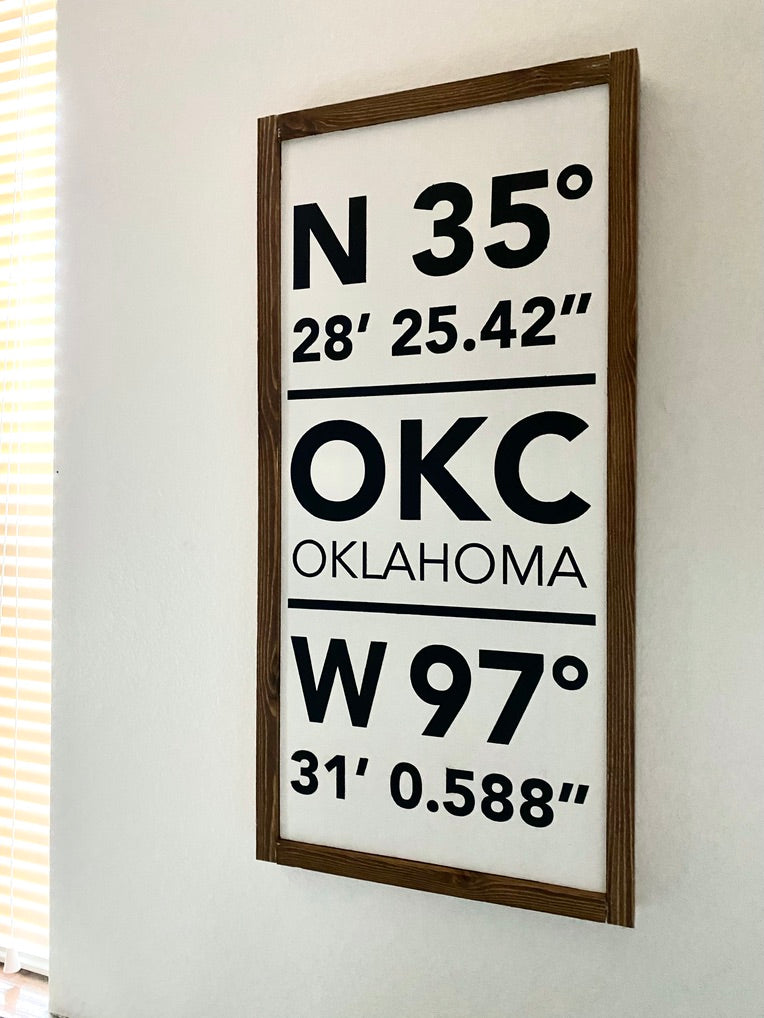 N 35°
28′ 25.42″
OKC
OKLAHOMA
W 97°
31′ 0.588″